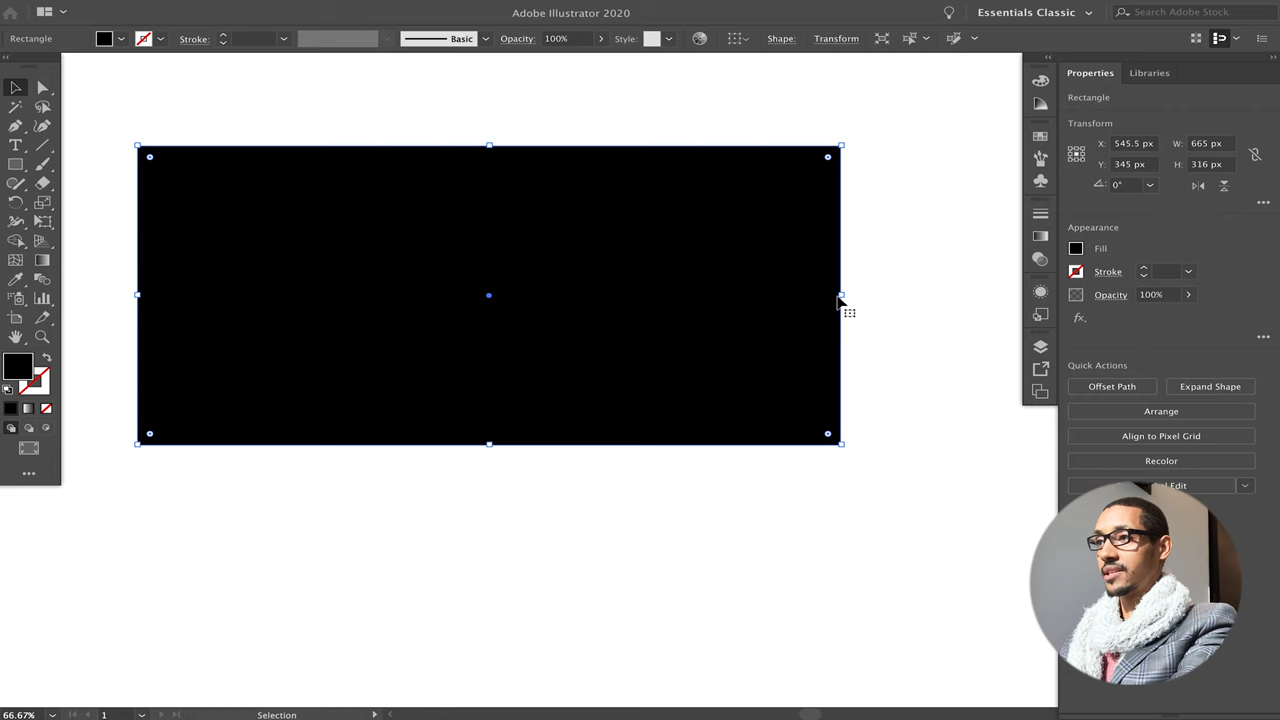 Adobe Illustrator 2020
Essentials Classic
Search Adobe Stock
Rectangle
Stroke:
Basic
Opacity:
100%
Style:
Shape:
Transform
Properties
Libraries
Rectangle
Transform
X: 545.5 px W: 665 px
Y: 345 px H: 316 px
0°
Appearance
Fill
Stroke
Opacity 100%
fx.
Quick Actions
Offset Path
Expand Shape
Arrange
Align to Pixel Grid
Recolor
Edit
66.67%
1
Selection